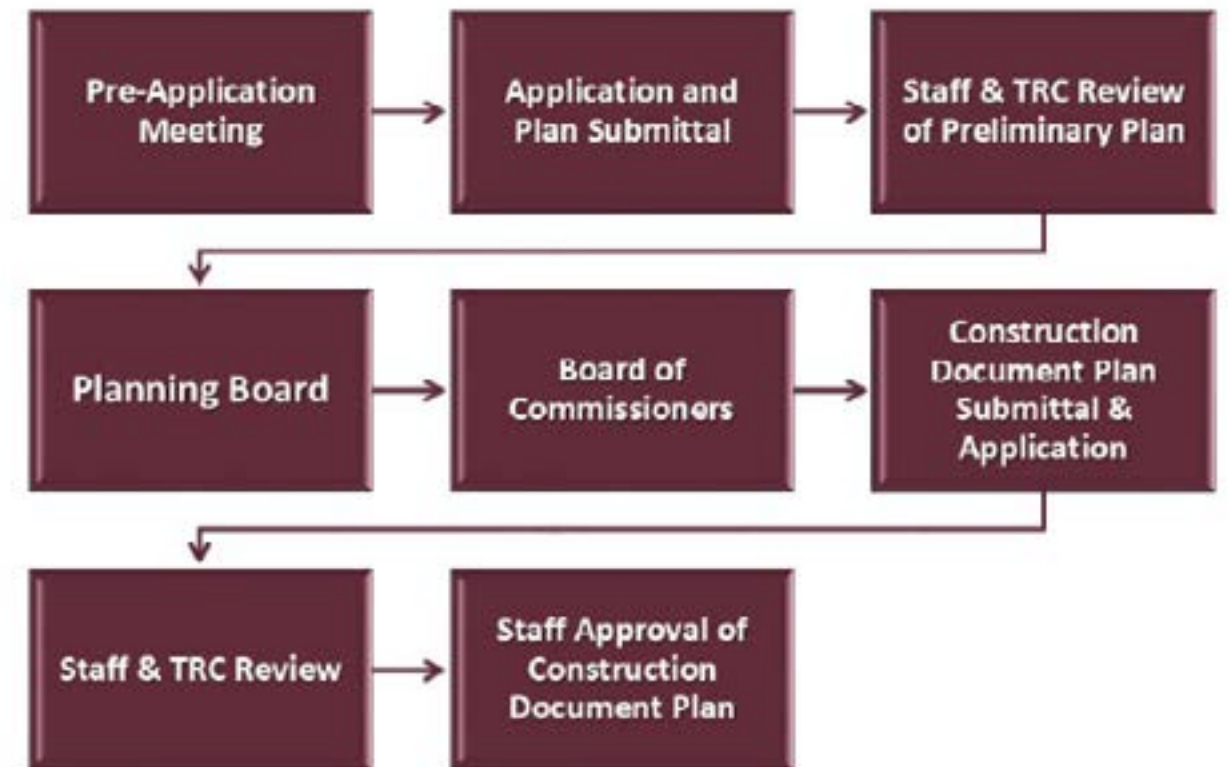 Pre-Application
Meeting
Application and
Plan Submittal
Staff & TRC Review
of Preliminary Plan
Planning Board
Board of
Commissioners
Construction
Document Plan
Submittal &
Application
Staff & TRC Review
Staff Approval of
Construction
Document Plan